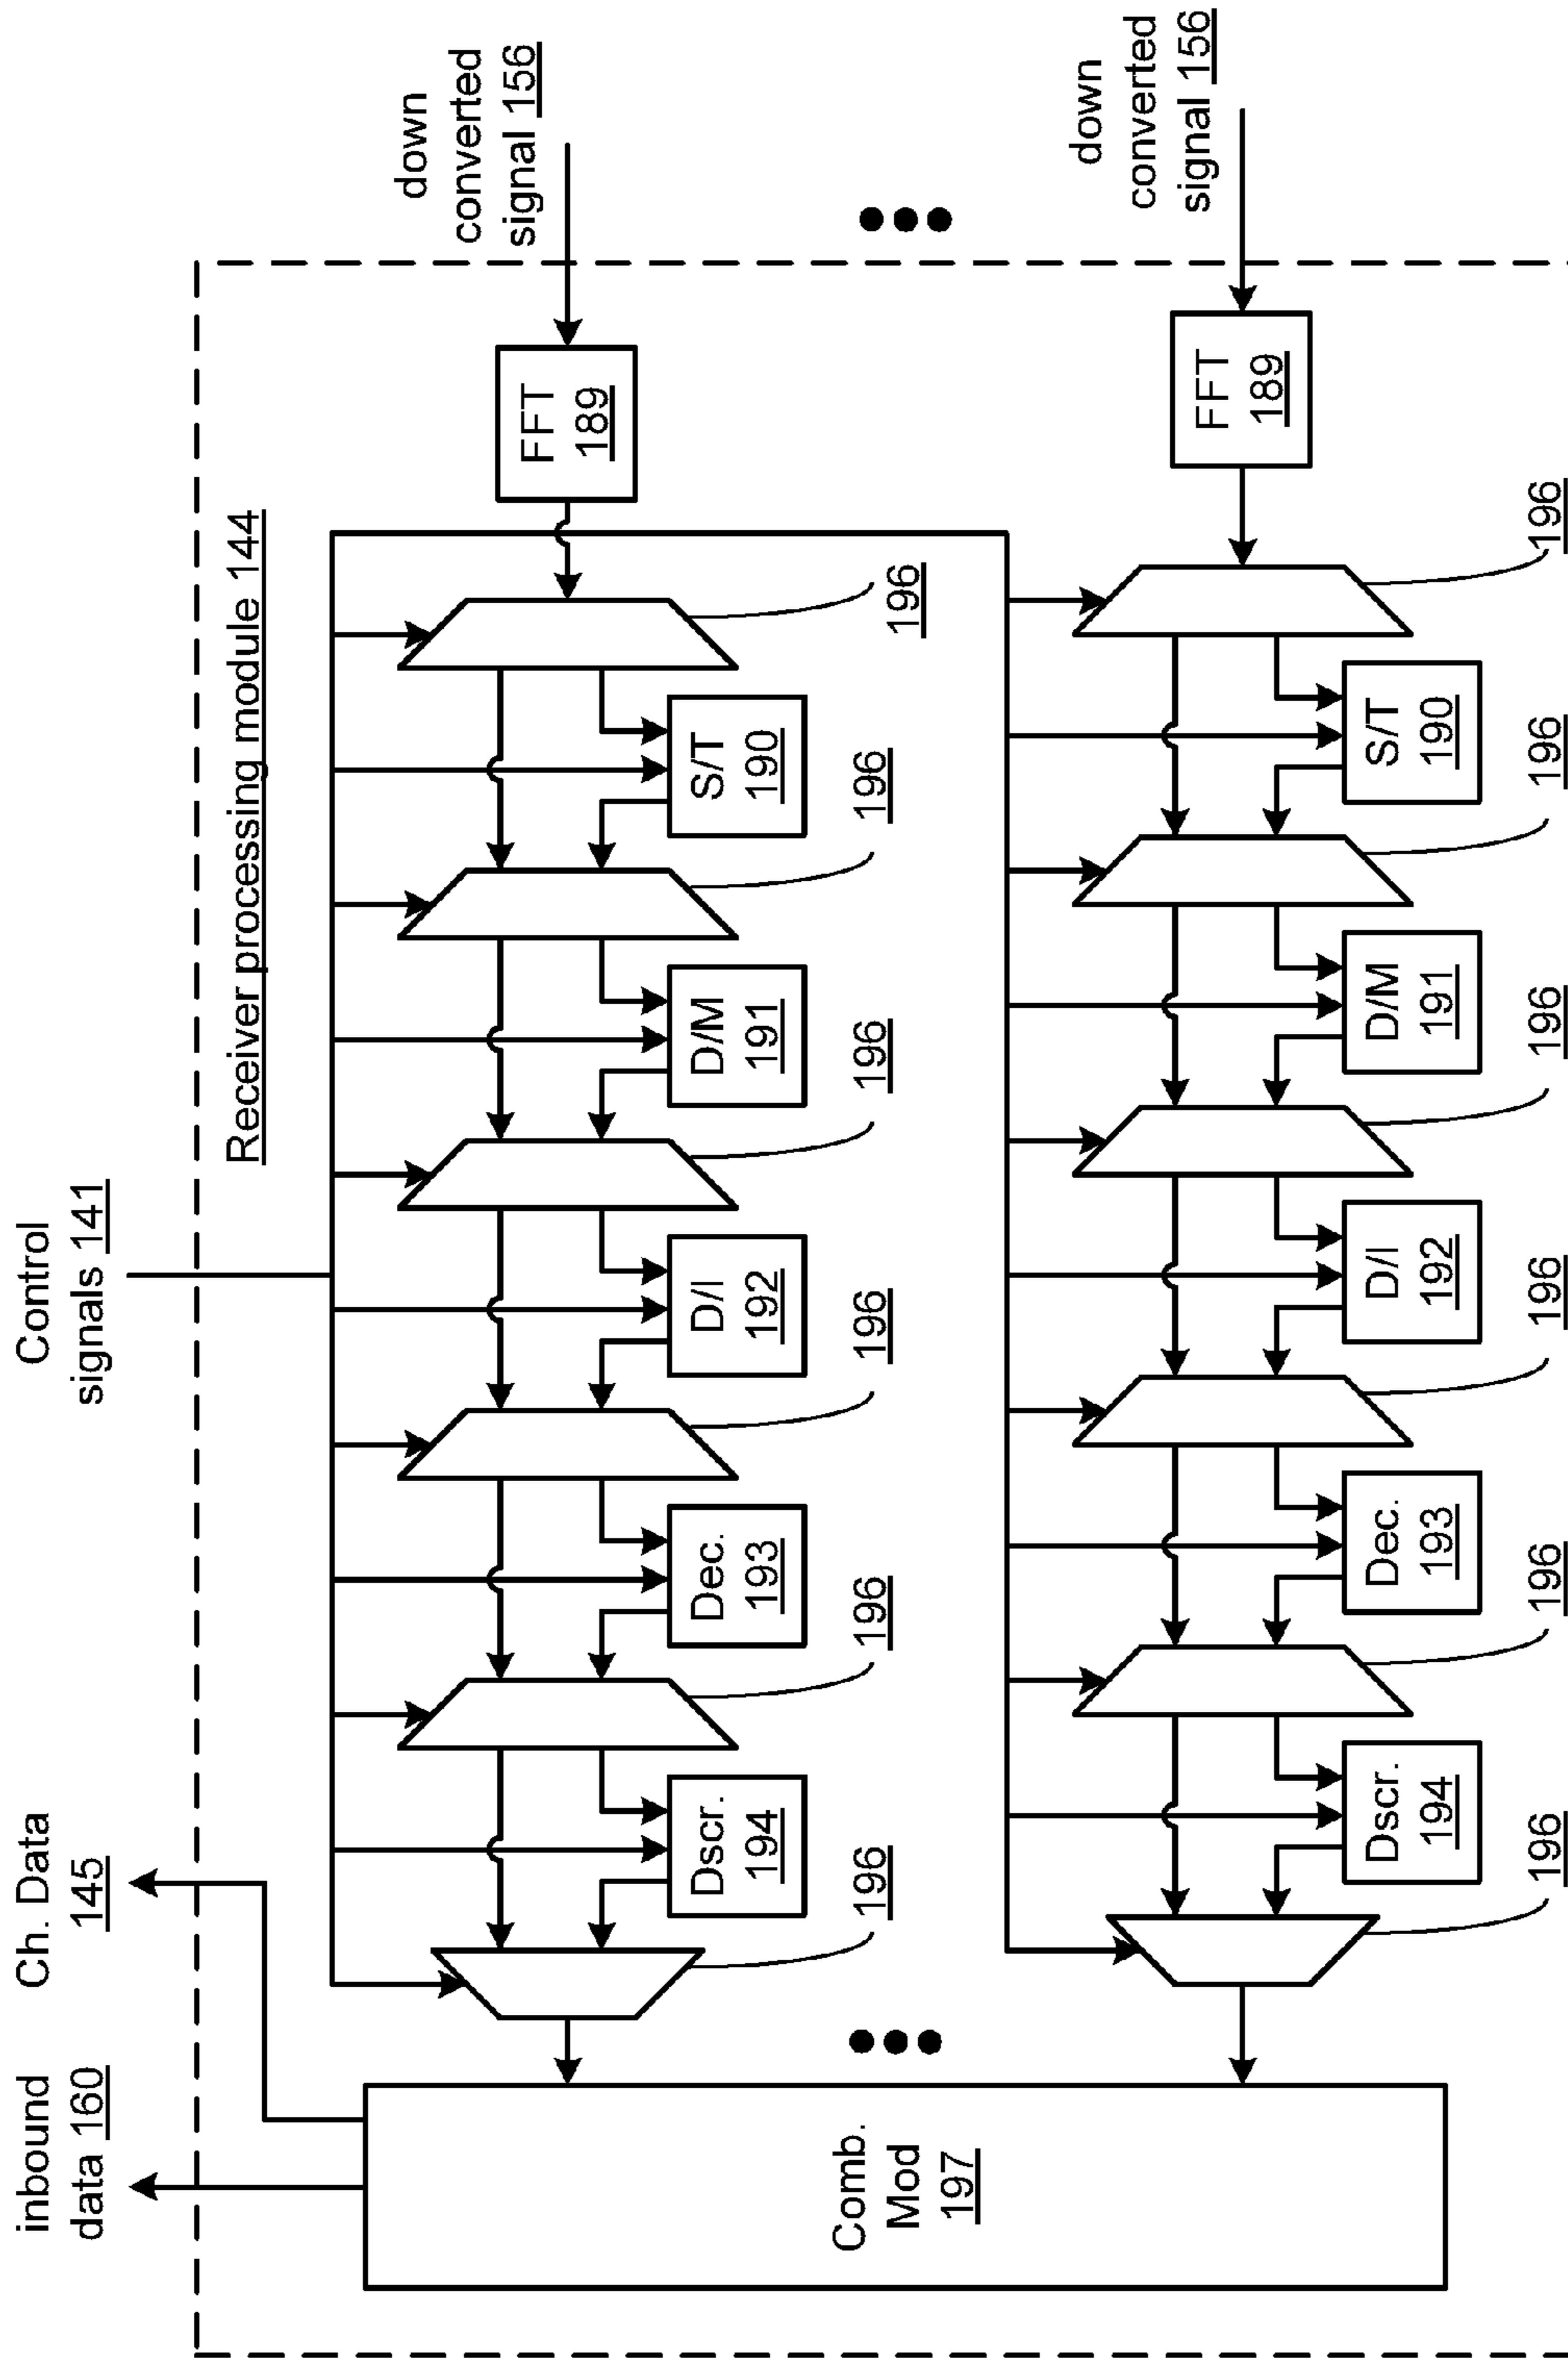 inbound
data 160
Ch. Data
145
Control
signals 141
Receiver processing module 144
down
converted
signal 156
FFT
189
196
S/T
190
196
D/M
191
196
D/I
192
196
Dec.
193
196
Dscr.
194
196
Comb.
Mod
197
down
converted
signal 156
FFT
189
196
S/T
190
196
D/M
191
196
D/I
192
196
Dec.
193
196
Dscr.
194
196